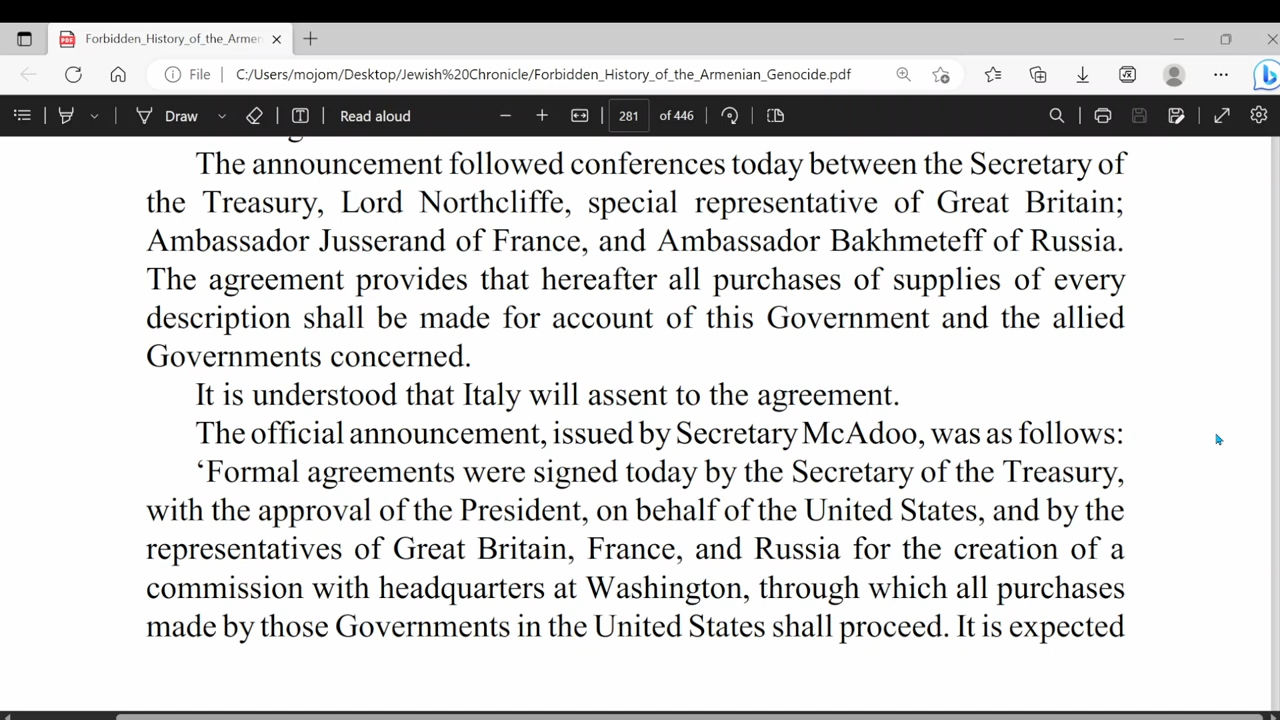 Forbidden_History_of_the_Armen
File
C:/Users/mojom/Desktop/Jewish%20Chronicle/Forbidden_History_of_the_Armenian_Genocide.pdf
Draw
Read aloud
281
of 446
The announcement followed conferences today between the Secretary of
the Treasury, Lord Northcliffe, special representative of Great Britain;
Ambassador Jusserand of France, and Ambassador Bakhmeteff of Russia.
The agreement provides that hereafter all purchases of supplies of every
description shall be made for account of this Government and the allied
Governments concerned.
It is understood that Italy will assent to the agreement.
The official announcement, issued by Secretary McAdoo, was as follows:
‘Formal agreements were signed today by the Secretary of the Treasury,
with the approval of the President, on behalf of the United States, and by the
representatives of Great Britain, France, and Russia for the creation of a
commission with headquarters at Washington, through which all purchases
made by those Governments in the United States shall proceed. It is expected